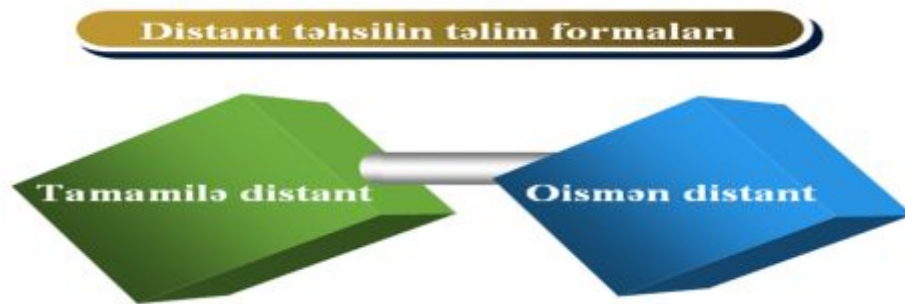 Distant təhsilin təlim formaları
Tamamilə distant
Oismən distant